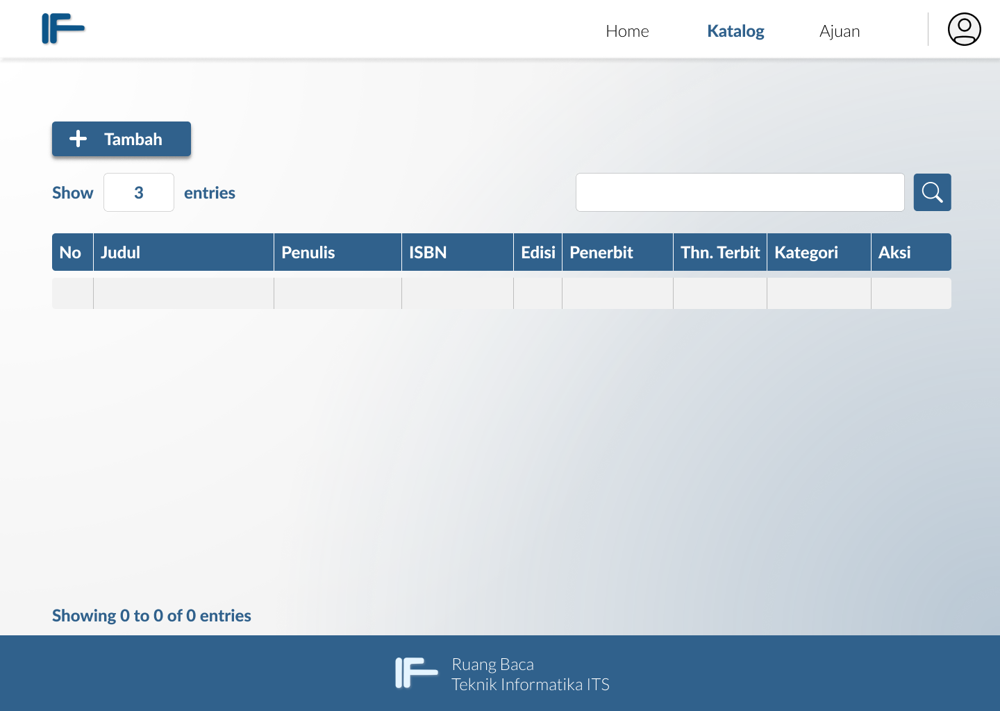 IF
Home Katalog Ajuan
Tambah
Show 3 entries
No Judul Penulis ISBN Edisi Penerbit Thn. Terbit Kategori Aksi
Showing 0 to 0 of 0 entries
IF
Ruang Baca
Teknik Informatika ITS